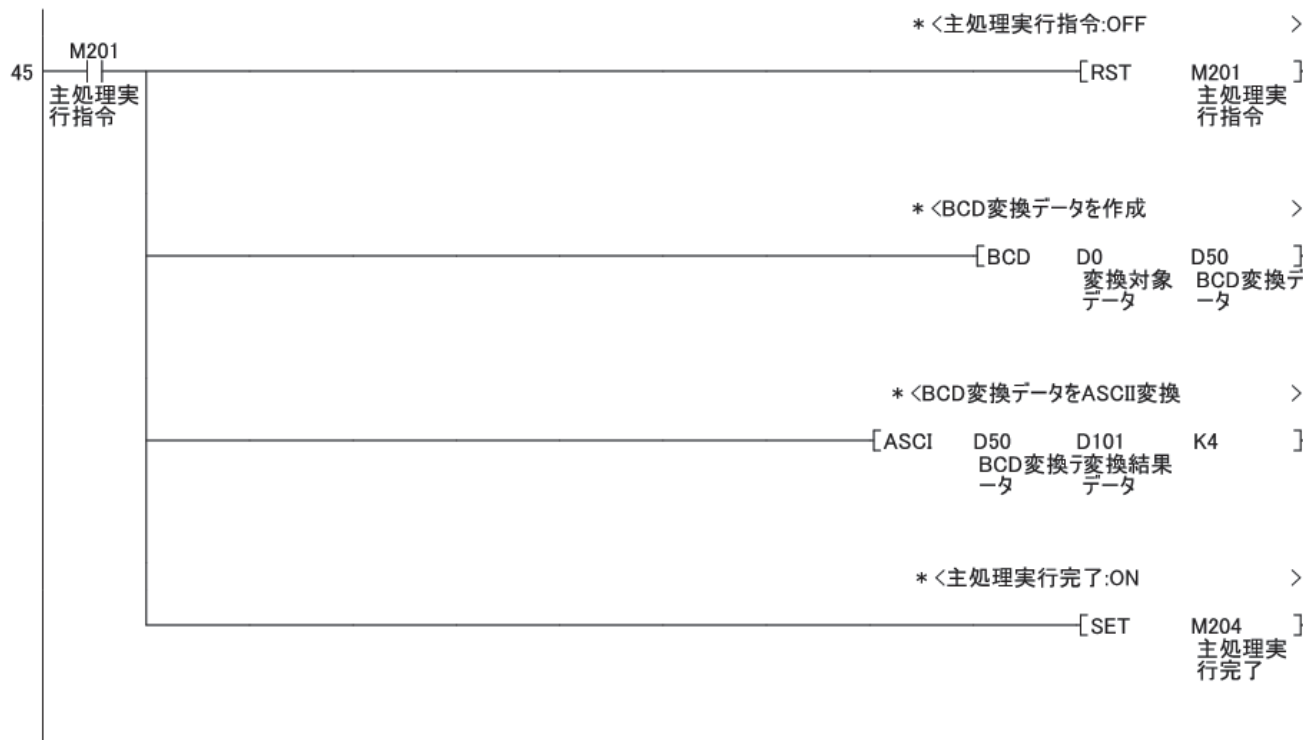 *<主処理実行指令:OFF >
M201
45 [RST M201 ]
主処理実
行指令
主処理実
行指令
*<BCD変換データを作成 >
[BCD D0 D50 ]
変換対象 BCD変換デ
データ ータ
*<BCD変換データをASCII変換 >
[ASCI D50 D101 K4 ]
BCD変換デ変換結果
ータ データ
*<主処理実行完了:ON >
[SET M204 ]
主処理実
行完了